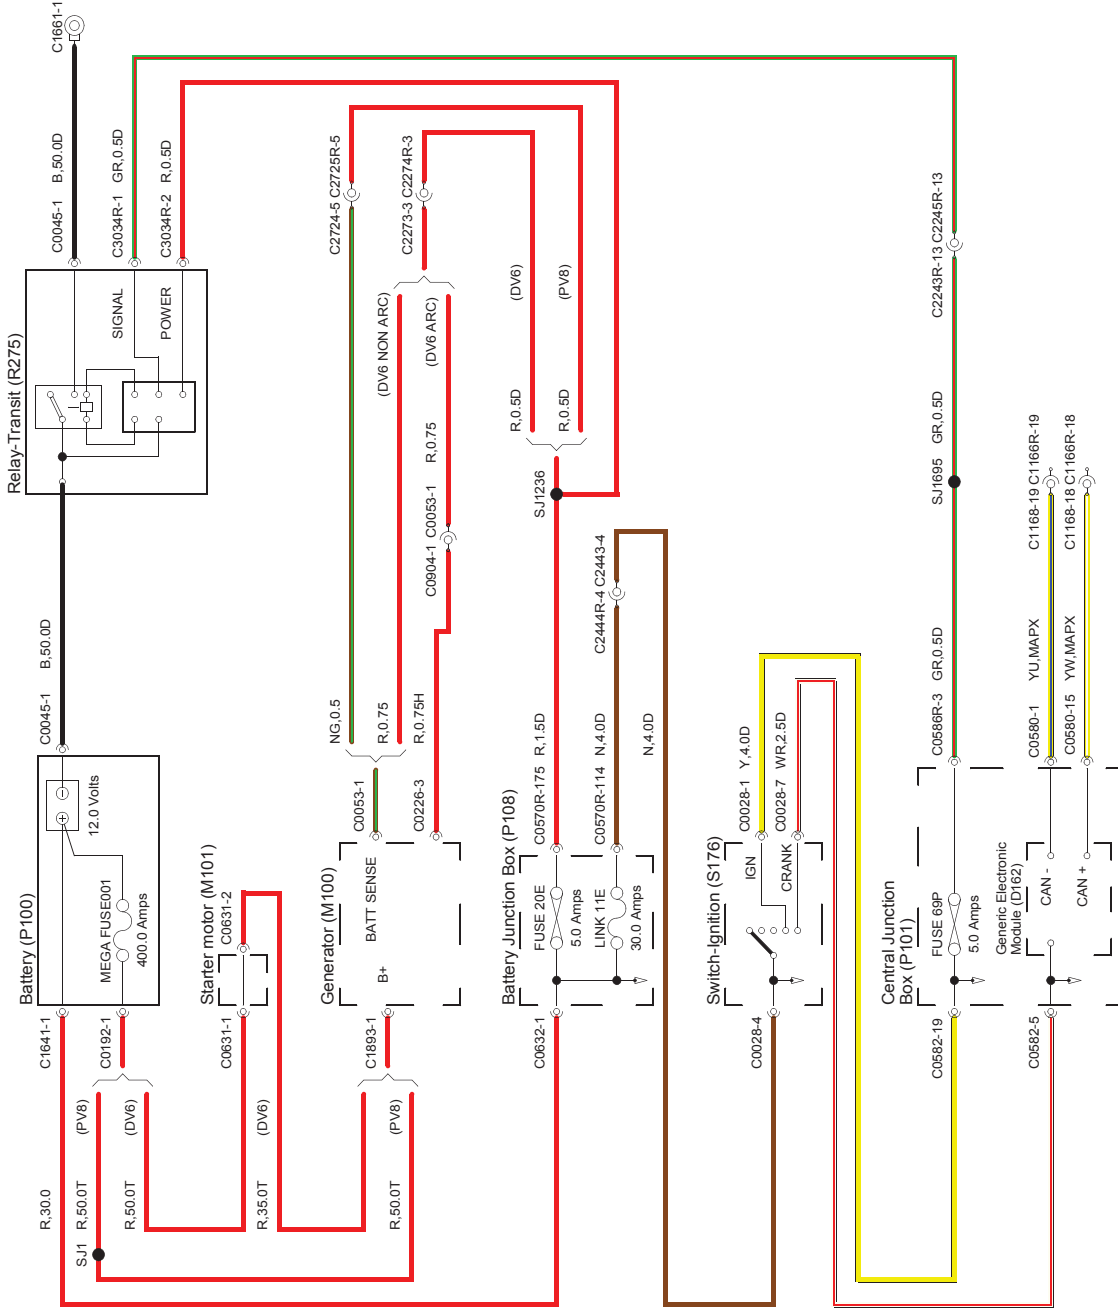 C1661-1
B,50.0D
GR,0.5D
R,0.5D
C0045-1
C3034R-1
C3034R-2
Relay-Transit (R275)
SIGNAL
POWER
B,50.0D
C0045-1
Battery (P100)
12.0 Volts
MEGA FUSE001
400.0 Amps
C1641-1
C0192-1
R,30.0
R,50.0T
(PV8)
R,50.0T
(DV6)
SJ1
Starter motor (M101)
C0631-2
C0631-1
R,35.0T
(DV6)
Generator (M100)
BATT SENSE
B+
C1893-1
R,50.0T
(PV8)
C0053-1
C0226-3
NG,0.5
R,0.75
R,0.75H
C2724-5
C2725R-5
C2273-3
C2274R-3
(DV6 NON ARC)
(DV6 ARC)
R,0.75
C0904-1
C0053-1
(DV6)
(PV8)
R,0.5D
R,0.5D
SJ1236
R,1.5D
C0570R-175
C0570R-114
N,4.0D
C2444R-4
C2443-4
N,4.0D
Battery Junction Box (P108)
FUSE 20E
5.0 Amps
LINK 11E
30.0 Amps
C0632-1
Switch-Ignition (S176)
IGN
CRANK
C0028-1
Y,4.0D
C0028-7
WR,2.5D
C0028-4
C2243R-13
C2245R-13
GR,0.5D
SJ1695
GR,0.5D
C0586R-3
Central Junction
Box (P101)
FUSE 69P
5.0 Amps
C0582-19
Generic Electronic
Module (D162)
CAN -
CAN +
C0582-5
C0580-1
YU,MAPX
C1168-19
C1166R-19
C0580-15
YW,MAPX
C1168-18
C1166R-18